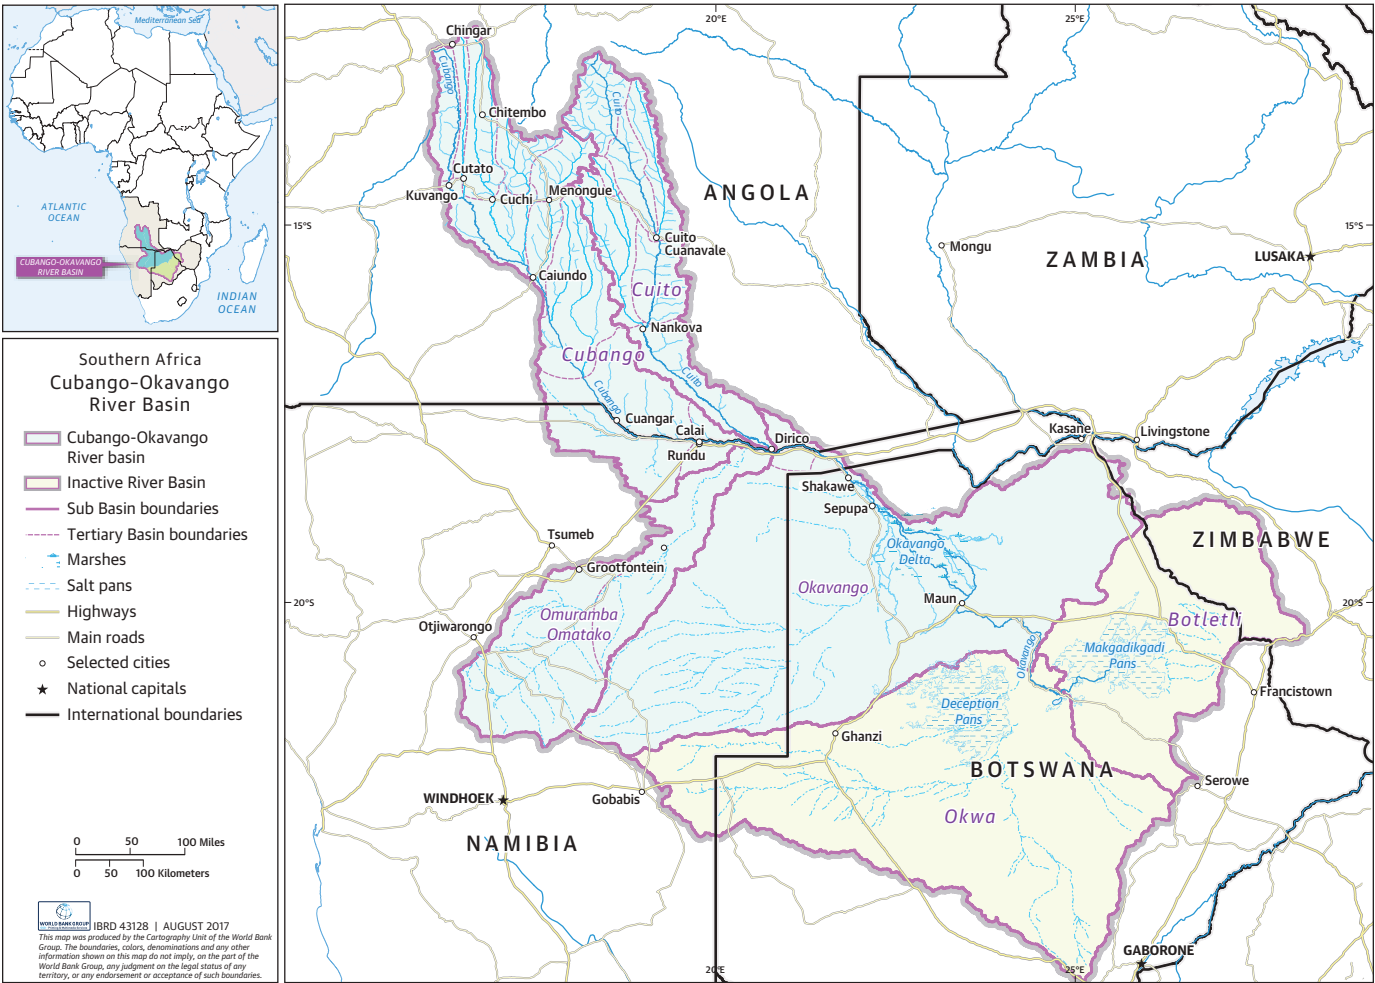 Mediterranean Sea
ATLANTIC
OCEAN
CUBANGO-OKAVANGO
RIVER BASIN
INDIAN
OCEAN
Southern Africa
Cubango–Okavango
River Basin
Cubango-Okavango
River basin
Inactive River Basin
Sub Basin boundaries
Tertiary Basin boundaries
Marshes
Salt pans
Highways
Main roads
Selected cities
National capitals
International boundaries
0 50 100 Miles
0 50 100 Kilometers
WORLD BANK GROUP
IBRD 43128 | AUGUST 2017
This map was produced by the Cartography Unit of the World Bank
Group. The boundaries, colors, denominations and any other
information shown on this map do not imply, on the part of the
World Bank Group, any judgment on the legal status of any
territory, or any endorsement or acceptance of such boundaries.
20°E
25°E
Chingar
Cubango
Cuito
Chitembo
Cutato
Kuvango
Cuchi
Menongue
ANGOLA
15°S
15°S
Cuito
Cuanavale
Mongu
ZAMBIA
LUSAKA
Caiundo
Cuito
Nankova
Cubango
Cubango
Cuito
Cuangar
Calai
Rundu
Dirico
Kasane
Livingstone
Shakawe
Sepupa
Tsumeb
Grootfontein
Okavango
Delta
ZIMBABWE
Okavango
Maun
20°S
20°S
Omuramba
Omatako
Otjiwarongo
Botletli
Okavango
Makgadikgadi
Pans
Francistown
Deception
Pans
Ghanzi
BOTSWANA
Serowe
WINDHOEK
Gobabis
Okwa
NAMIBIA
GABORONE
20°E
25°E